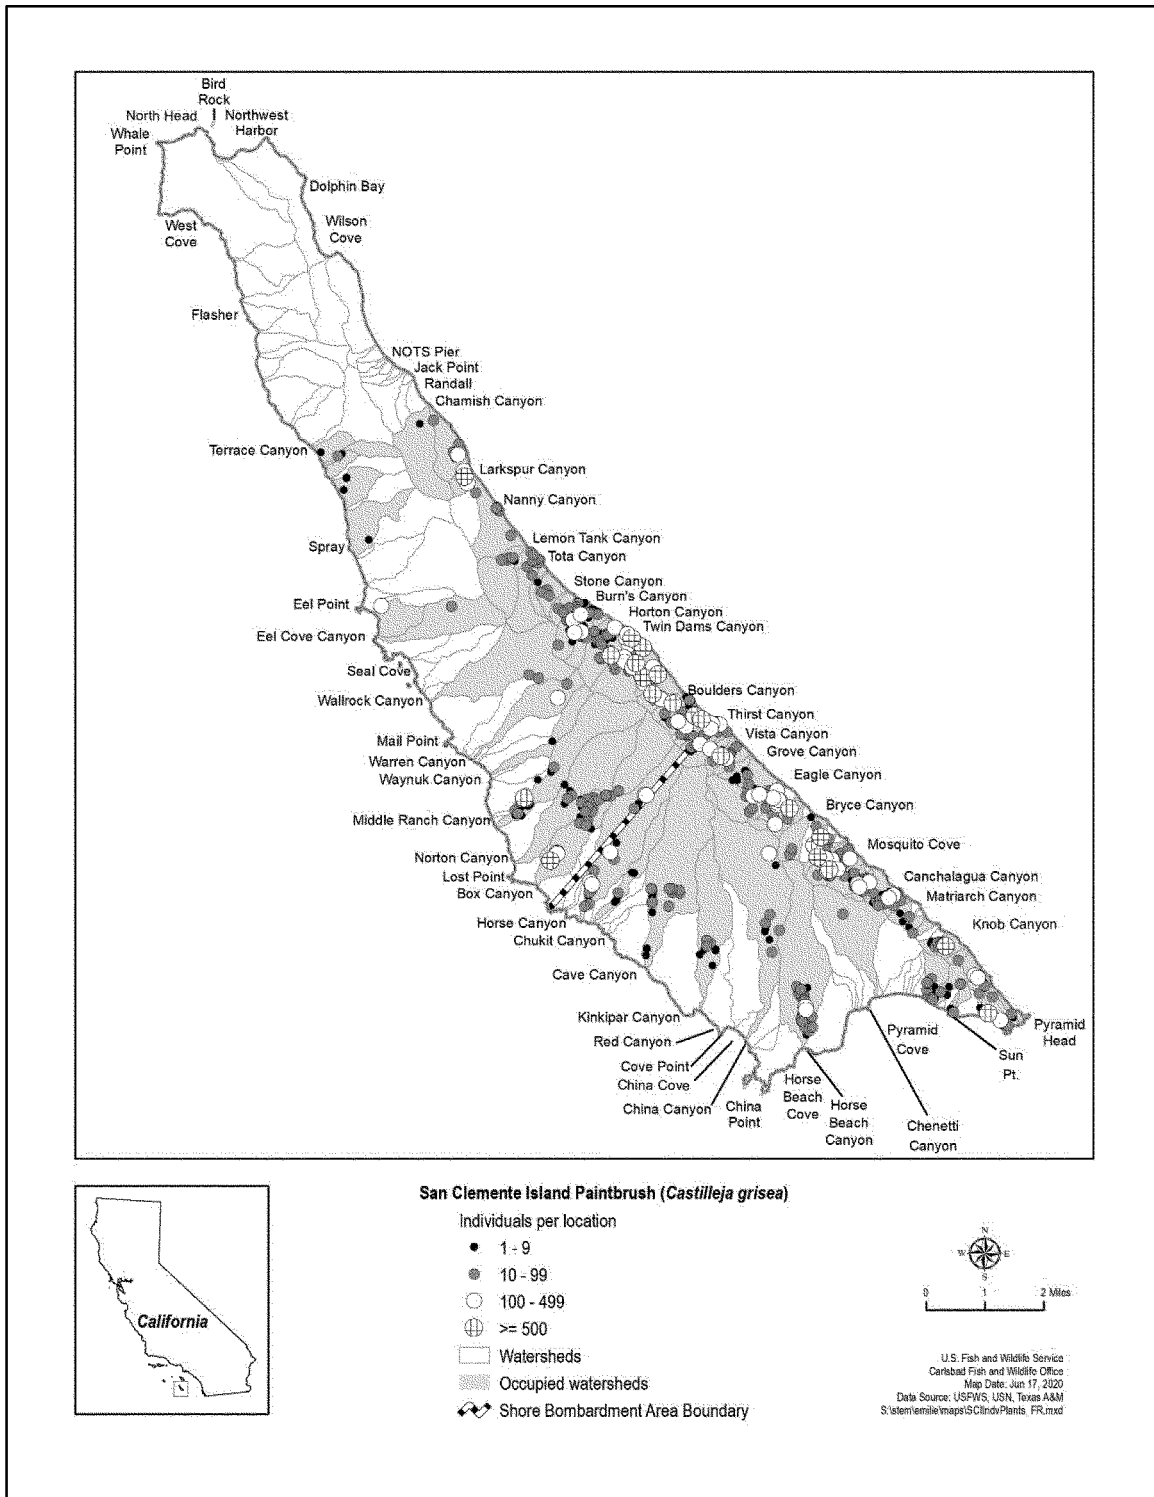 Bird
Rock
North Head
Northwest
Harbor
Whale
Point
Dolphin Bay
West
Cove
Wilson
Cove
Flasher
NOTS Pier
Jack Point
Randall
Chamish Canyon
Terrace Canyon
Larkspur Canyon
Nanny Canyon
Lemon Tank Canyon
Spray
Tota Canyon
Stone Canyon
Burn's Canyon
Eel Point
Horton Canyon
Twin Dams Canyon
Eel Cove Canyon
Seal Cove
Wallrock Canyon
Boulders Canyon
Thirst Canyon
Vista Canyon
Mail Point
Grove Canyon
Warren Canyon
Waynuk Canyon
Eagle Canyon
Bryce Canyon
Middle Ranch Canyon
Mosquito Cove
Norton Canyon
Lost Point
Canchalagua Canyon
Box Canyon
Matriarch Canyon
Horse Canyon
Knob Canyon
Chukit Canyon
Cave Canyon
Kinkipar Canyon
Red Canyon
Pyramid
Cove
Pyramid
Head
Cove Point
Sun
Pt.
China Cove
China Canyon
China
Point
Horse
Beach
Cove
Horse
Beach
Canyon
Chenetti
Canyon
San Clemente Island Paintbrush (Castilleja grisea)
Individuals per location
1 - 9
10 - 99
100 - 499
>= 500
Watersheds
Occupied watersheds
Shore Bombardment Area Boundary
California
N
W
E
S
0 1 2 Miles
U.S. Fish and Wildlife Service
Carlsbad Fish and Wildlife Office
Map Date: Jun 17, 2020
Data Source: USFWS, USN, Texas A&M
S:\stem\emilie\maps\SCIIndvPlants_FR.mxd